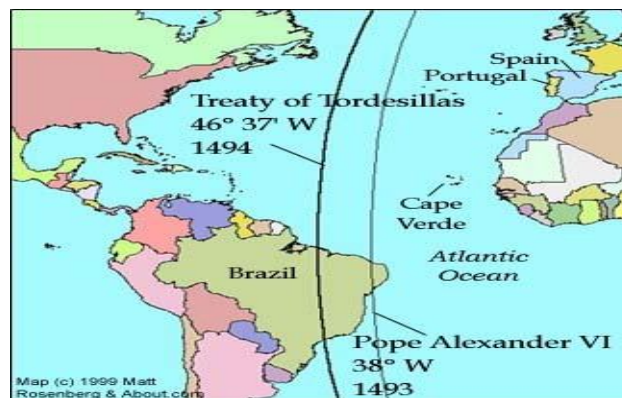 Spain
Portugal
Treaty of Tordesillas
46° 37' W
1494
Cape
Verde
Atlantic
Ocean
Brazil
Pope Alexander VI
38° W
1493
Map (c) 1999 Matt
Rosenberg & About.com